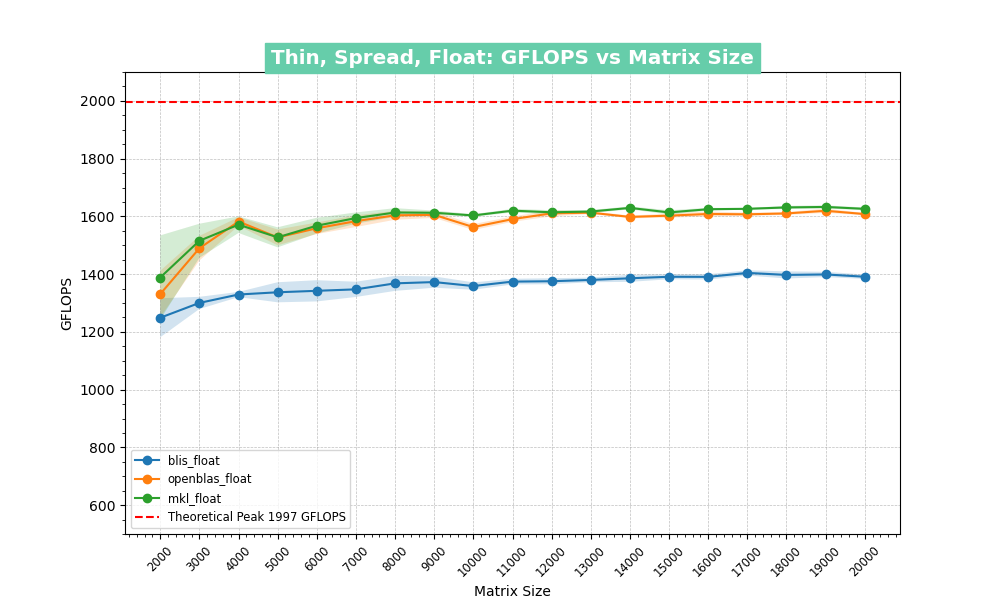 Thin, Spread, Float: GFLOPS vs Matrix Size
2000
1800
1600
1400
1200
1000
800
600
GFLOPS
blis_float
openblas_float
mkl_float
Theoretical Peak 1997 GFLOPS
2000 3000 4000 5000 6000 7000 8000 9000 10000 11000 12000 13000 14000 15000 16000 17000 18000 19000 20000
Matrix Size